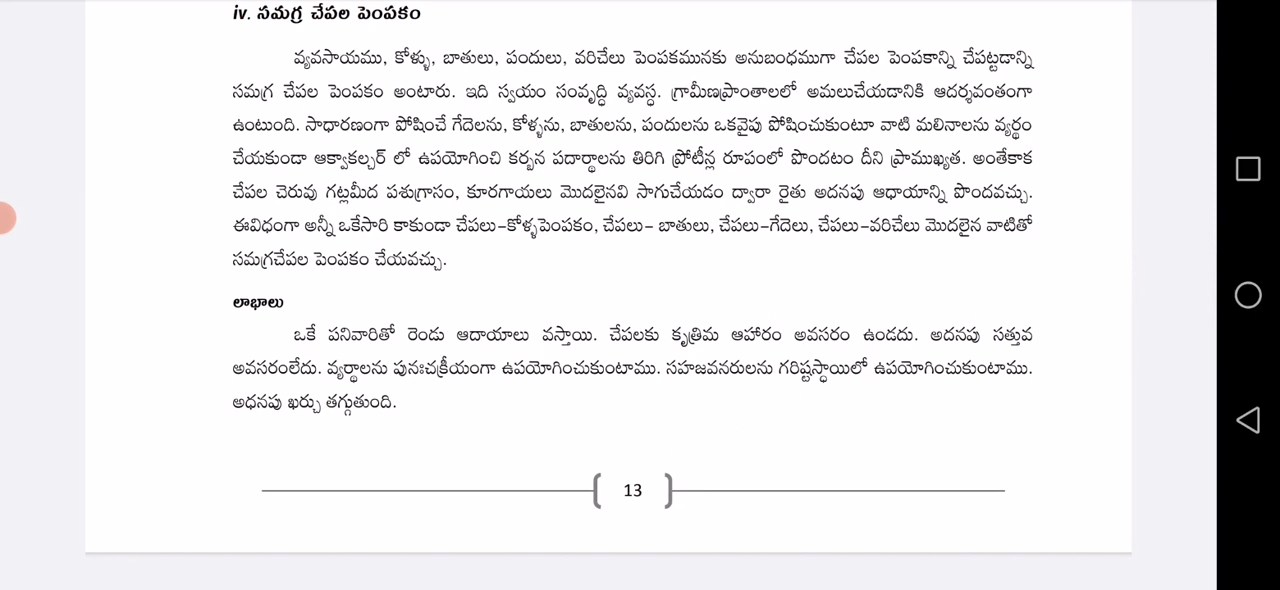 iv. సమగ్ర చేపల పెంపకం
వ్యవసాయము, కోళ్ళు, బాతులు, పందులు, వరిచేలు పెంపకమునకు అనుబంధముగా చేపల పెంపకాన్ని చేపట్టడాన్ని
సమగ్ర చేపల పెంపకం అంటారు. ఇది స్వయం సంవృద్ధి వ్యవస్ధ. గ్రామీణప్రాంతాలలో అమలుచేయడానికి ఆదర్శవంతంగా
ఉంటుంది. సాధారణంగా పోషించే గేదెలను, కోళ్ళను, బాతులను, పందులను ఒకవైపు పోషించుకుంటూ వాటి మలినాలను వ్యర్థం
చేయకుండా ఆక్వాకల్చర్ లో ఉపయోగించి కర్బన పదార్థాలను తిరిగి ప్రోటీన్ల రూపంలో పొందటం దీని ప్రాముఖ్యత. అంతేకాక
చేపల చెరువు గట్లమీద పశుగ్రాసం, కూరగాయలు మొదలైనవి సాగుచేయడం ద్వారా రైతు అదనపు ఆధాయాన్ని పొందవచ్చు.
ఈవిధంగా అన్నీ ఒకేసారి కాకుండా చేపలు-కోళ్ళపెంపకం, చేపలు- బాతులు, చేపలు-గేదెలు, చేపలు-వరిచేలు మొదలైన వాటితో
సమగ్రచేపల పెంపకం చేయవచ్చు.
లాభాలు
ఒకే పనివారితో రెండు ఆదాయాలు వస్తాయి. చేపలకు కృత్రిమ ఆహారం అవసరం ఉండదు. అదనపు సత్తువ
అవసరంలేదు. వ్యర్థాలను పునఃచక్రీయంగా ఉపయోగించుకుంటాము. సహజవనరులను గరిష్టస్ధాయిలో ఉపయోగించుకుంటాము.
అధనపు ఖర్చు తగ్గుతుంది.
13